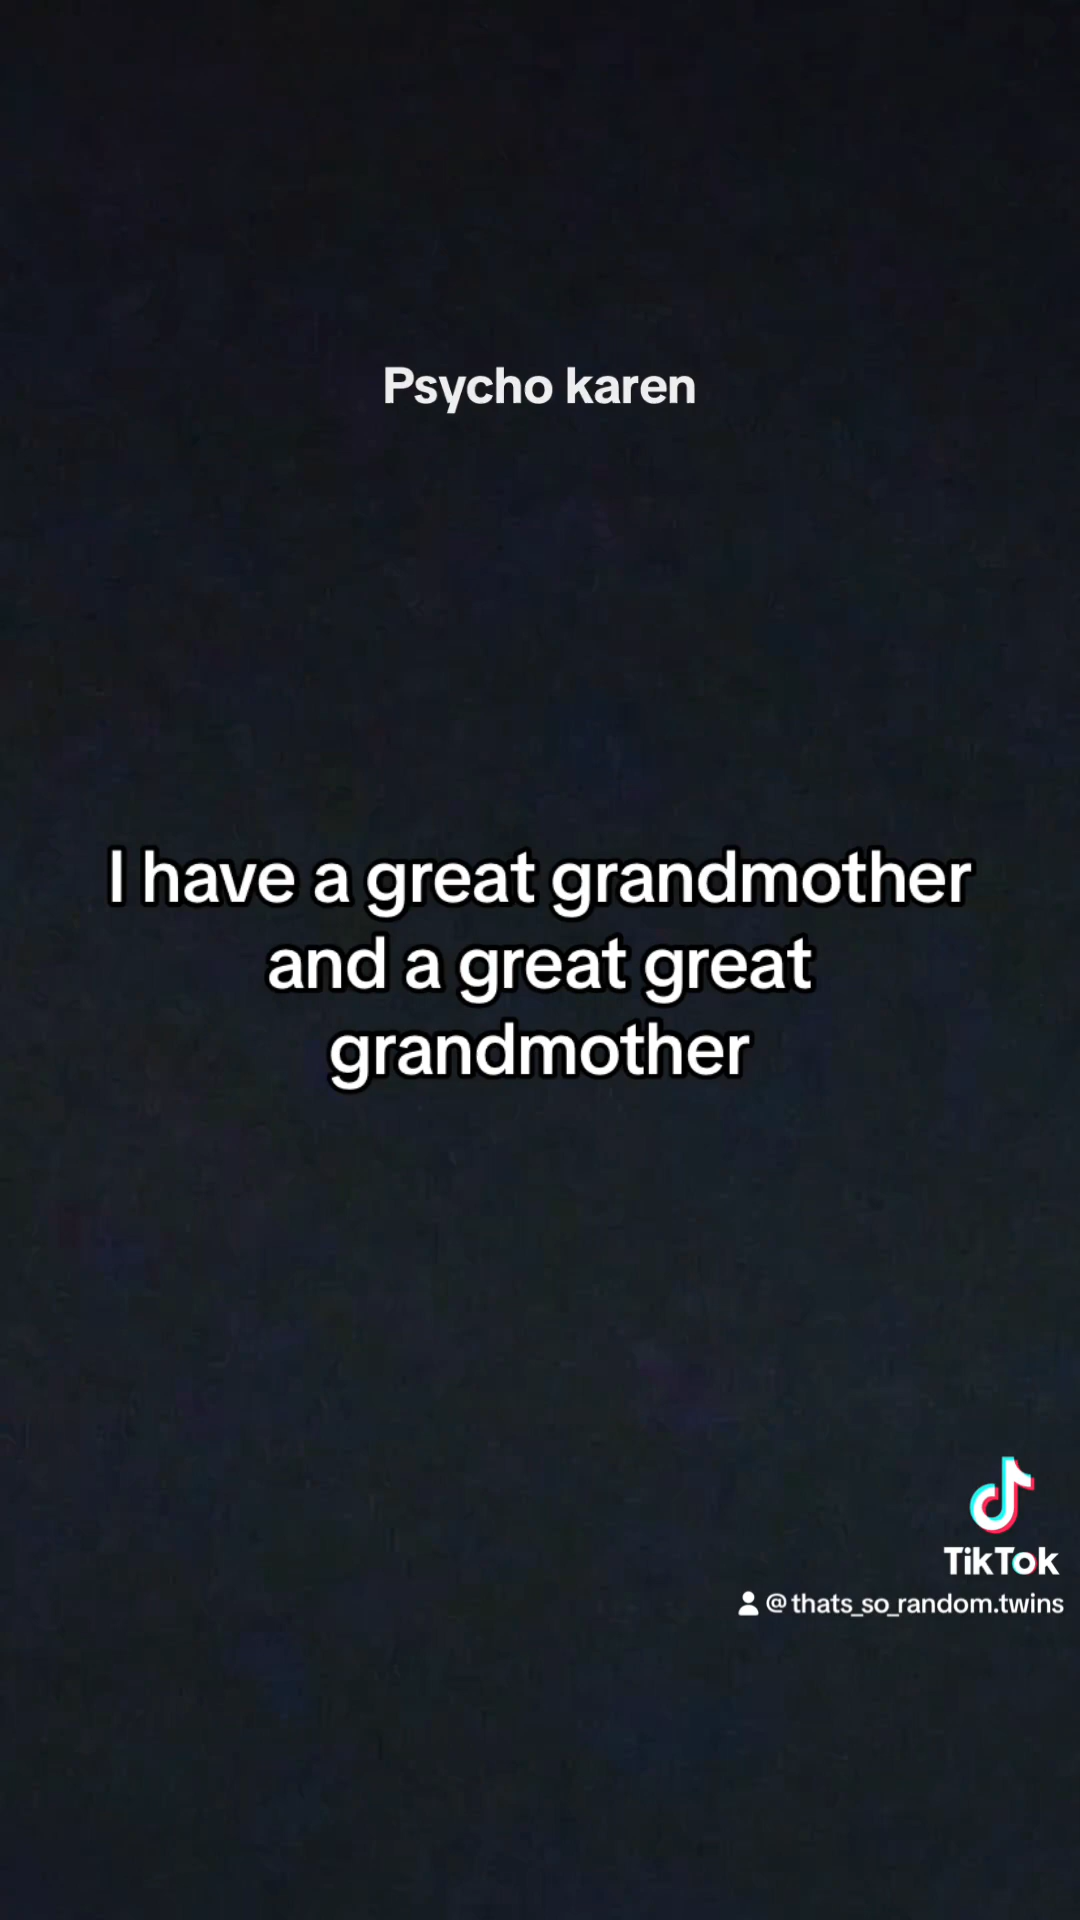 Psycho karen
I have a great grandmother
and a great great
grandmother
TikTok
@thats_so_random.twins